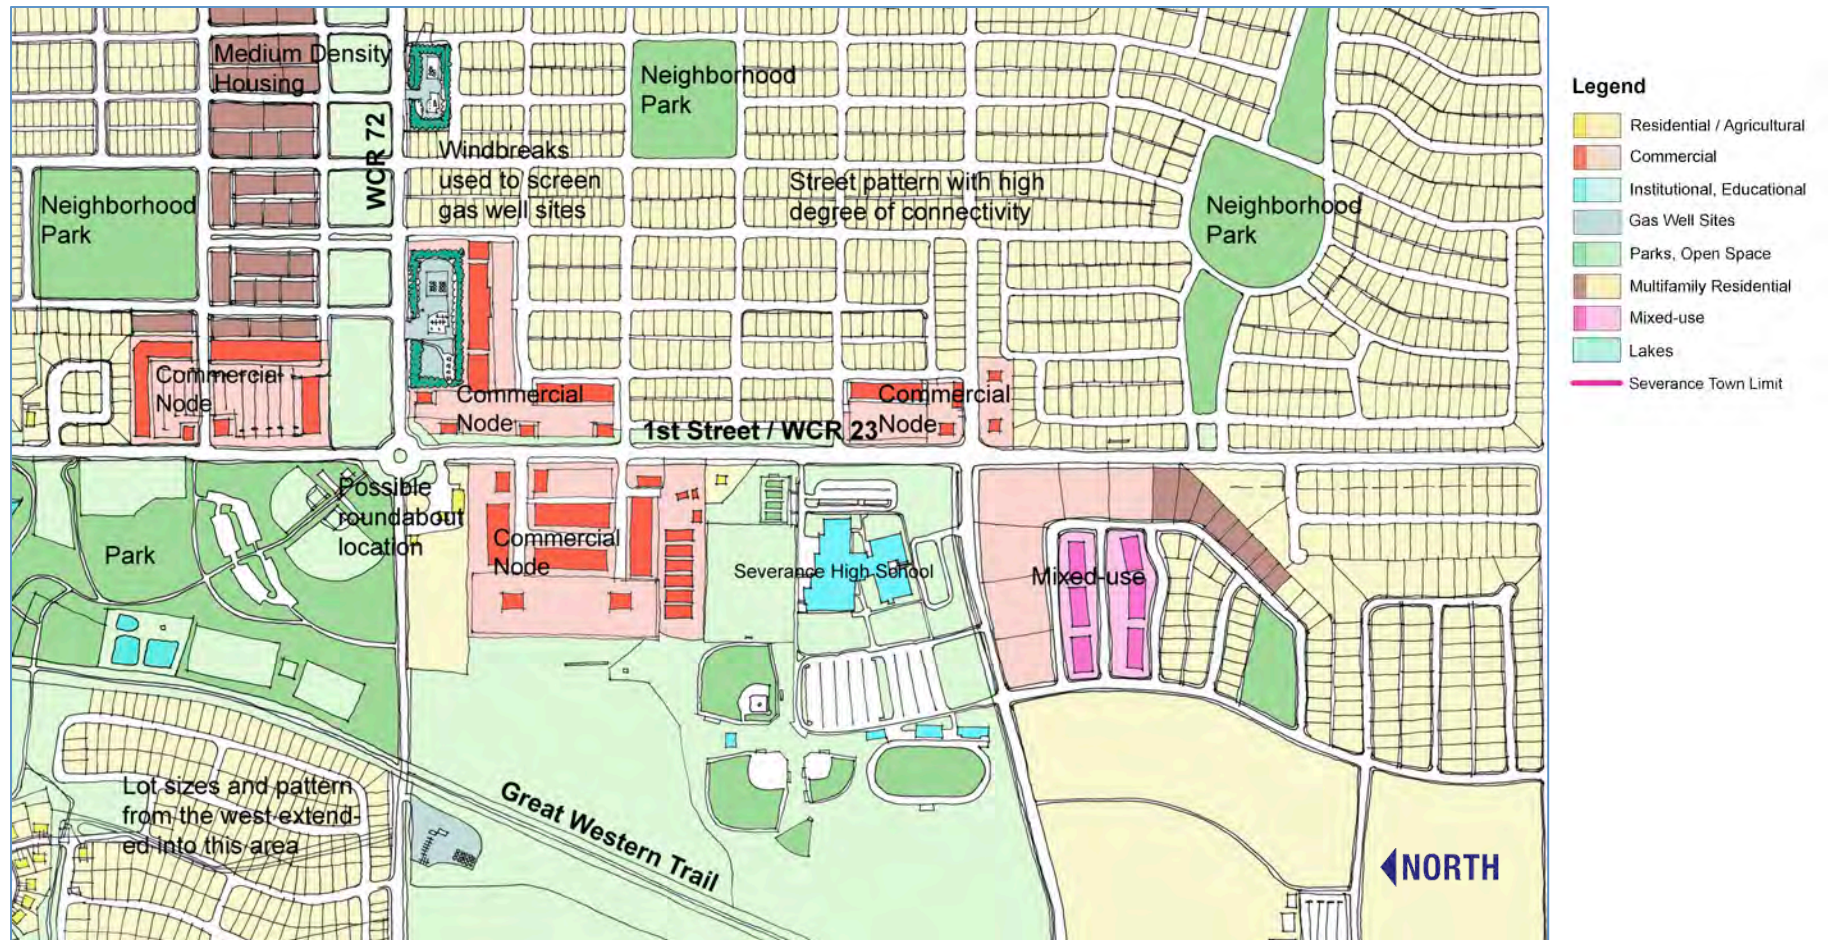 Medium Density
Housing
WCR 72
Neighborhood
Park
Windbreaks
used to screen
gas well sites
Street pattern with high
degree of connectivity
Neighborhood
Park
Neighborhood
Park
Commercial
Node
Commercial
Node
Commercial
Node
1st Street / WCR 23
Possible
roundabout
location
Park
Commercial
Node
Severance High School
Mixed-use
Lot sizes and pattern
from the west extend-
ed into this area
Great Western Trail
NORTH
Legend
Residential / Agricultural
Commercial
Institutional, Educational
Gas Well Sites
Parks, Open Space
Multifamily Residential
Mixed-use
Lakes
Severance Town Limit